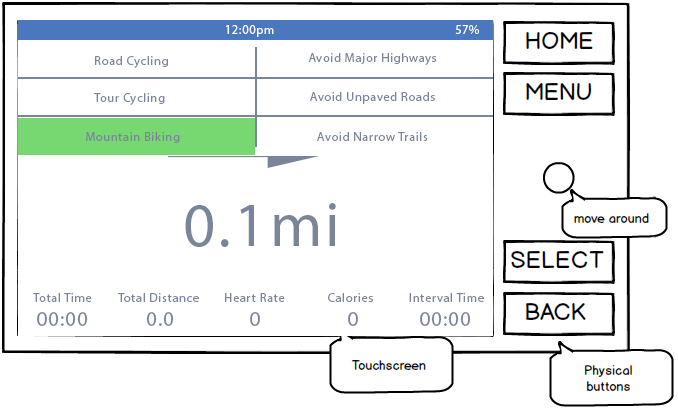 12:00pm 57%
Road Cycling Avoid Major Highways
Tour Cycling Avoid Unpaved Roads
Mountain Biking Avoid Narrow Trails
0.1mi
Total Time Total Distance Heart Rate Calories Interval Time
00:00 0.0 0 0 00:00
HOME
MENU
move around
SELECT
BACK
Touchscreen
Physical
buttons